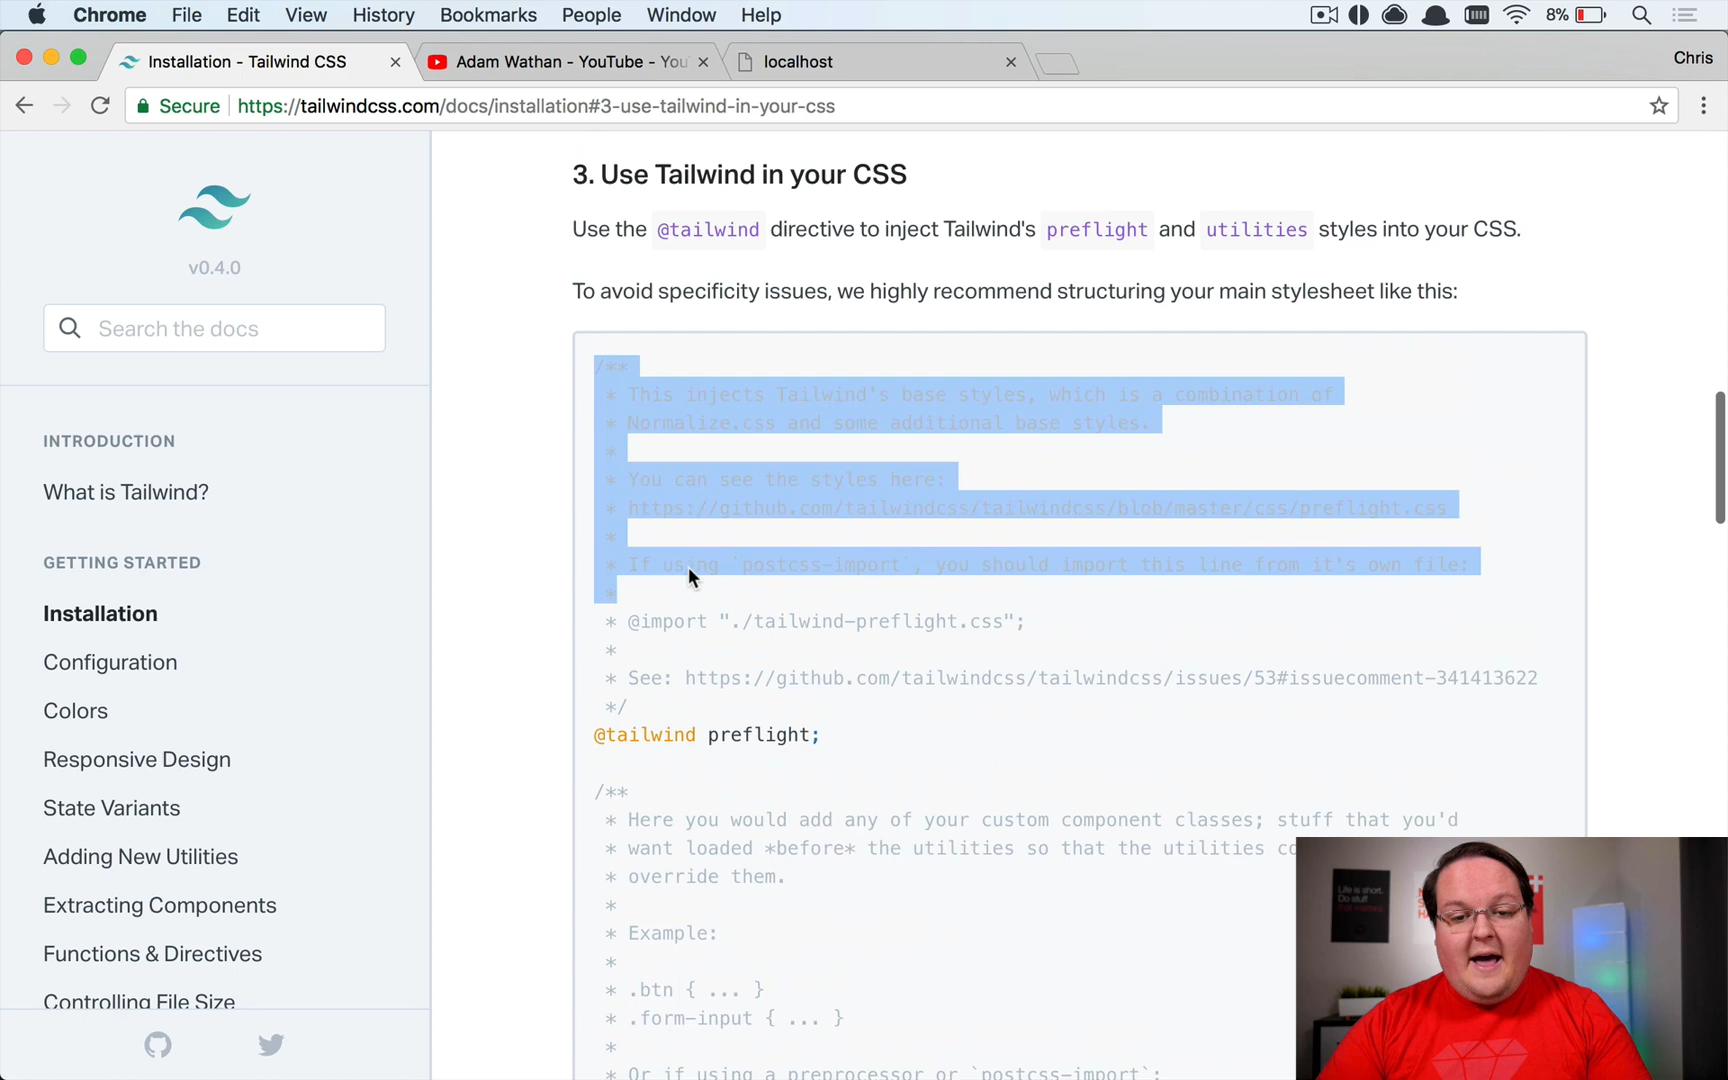 Chrome File Edit View History Bookmarks People Window Help 8%
Installation - Tailwind CSS
Adam Wathan - YouTube - You
localhost
Chris
Secure https://tailwindcss.com/docs/installation#3-use-tailwind-in-your-css
v0.4.0
Search the docs
INTRODUCTION
What is Tailwind?
GETTING STARTED
Installation
Configuration
Colors
Responsive Design
State Variants
Adding New Utilities
Extracting Components
Functions & Directives
Controlling File Size
3. Use Tailwind in your CSS
Use the @tailwind directive to inject Tailwind's preflight and utilities styles into your CSS.
To avoid specificity issues, we highly recommend structuring your main stylesheet like this:
/**
* This injects Tailwind's base styles, which is a combination of
* Normalize.css and some additional base styles.
*
* You can see the styles here:
* https://github.com/tailwindcss/tailwindcss/blob/master/css/preflight.css
*
* If using `postcss-import`, you should import this line from it's own file:
*
* @import "./tailwind-preflight.css";
*
* See: https://github.com/tailwindcss/tailwindcss/issues/53#issuecomment-341413622
*/
@tailwind preflight;
/**
* Here you would add any of your custom component classes; stuff that you'd
* want loaded *before* the utilities so that the utilities co
* override them.
*
* Example:
*
* .btn { ... }
* .form-input { ... }
*
* Or if using a preprocessor or `postcss-import`:
Life is short.
Do stuff